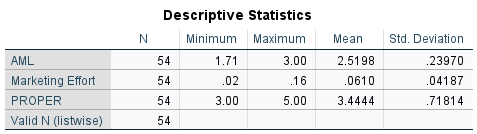 Descriptive Statistics
N Minimum Maximum Mean Std. Deviation
AML 54 1.71 3.00 2.5198 .23970
Marketing Effort 54 .02 .16 .0610 .04187
PROPER 54 3.00 5.00 3.4444 .71814
Valid N (listwise) 54